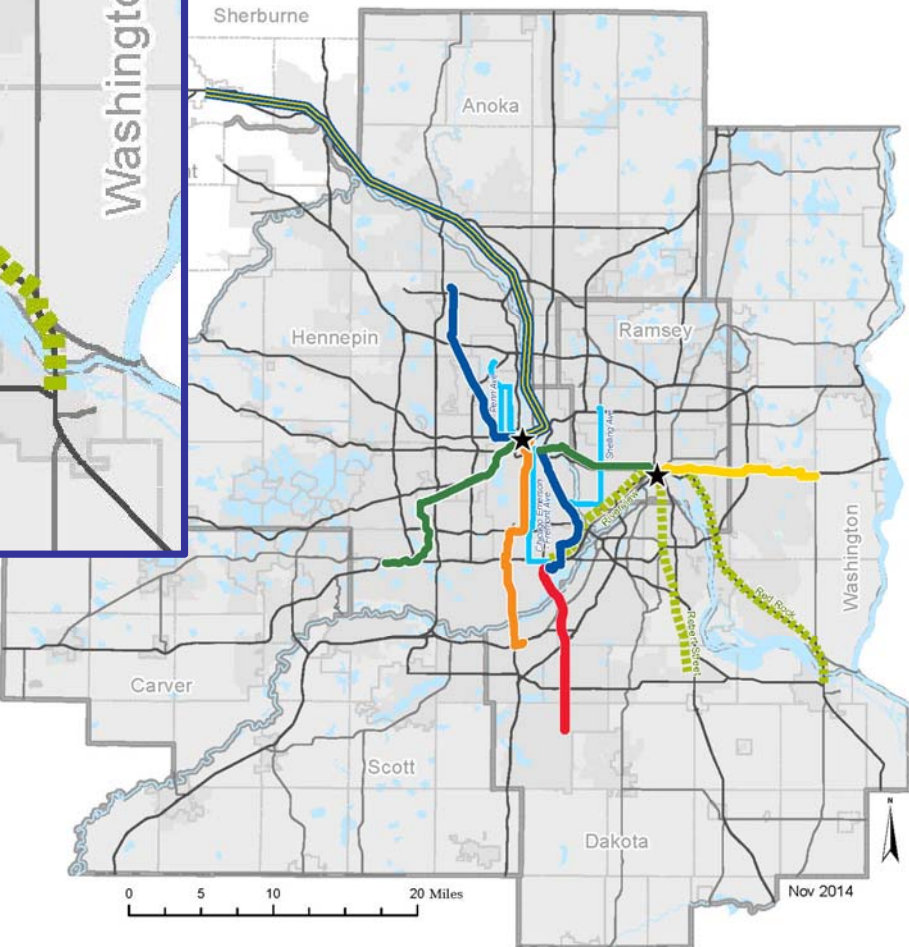 Washingto
Sherburne
Anoka
Hennepin
Ramsey
Penn Ave
Snelling Ave
Chicago Emerson
Fremont Ave
Riverview
Washington
Red Rock
Robert Street
Carver
Scott
Dakota
N
Nov 2014
0 5 10 20 Miles